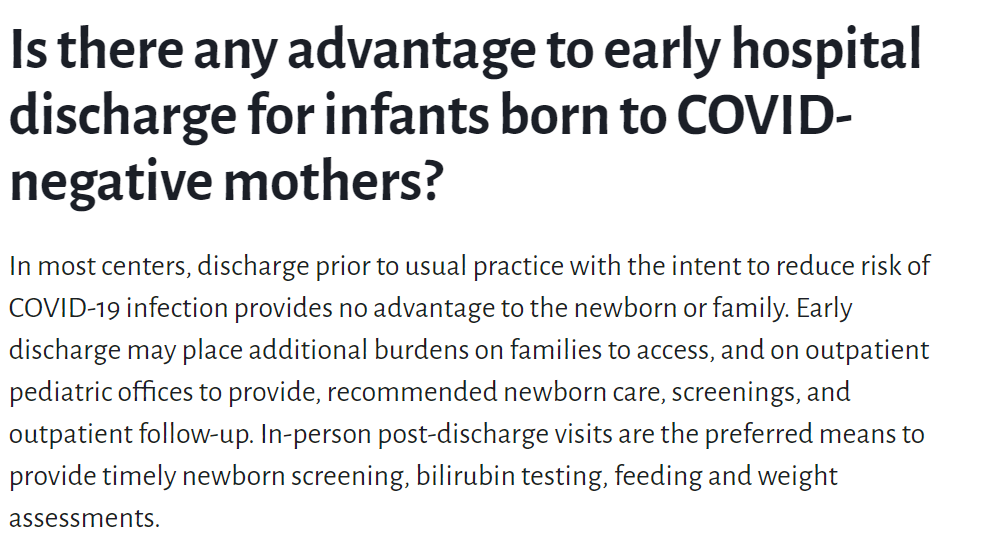 Is there any advantage to early hospital
discharge for infants born to COVID-
negative mothers?
In most centers, discharge prior to usual practice with the intent to reduce risk of
COVID-19 infection provides no advantage to the newborn or family. Early
discharge may place additional burdens on families to access, and on outpatient
pediatric offices to provide, recommended newborn care, screenings, and
outpatient follow-up. In-person post-discharge visits are the preferred means to
provide timely newborn screening, bilirubin testing, feeding and weight
assessments.